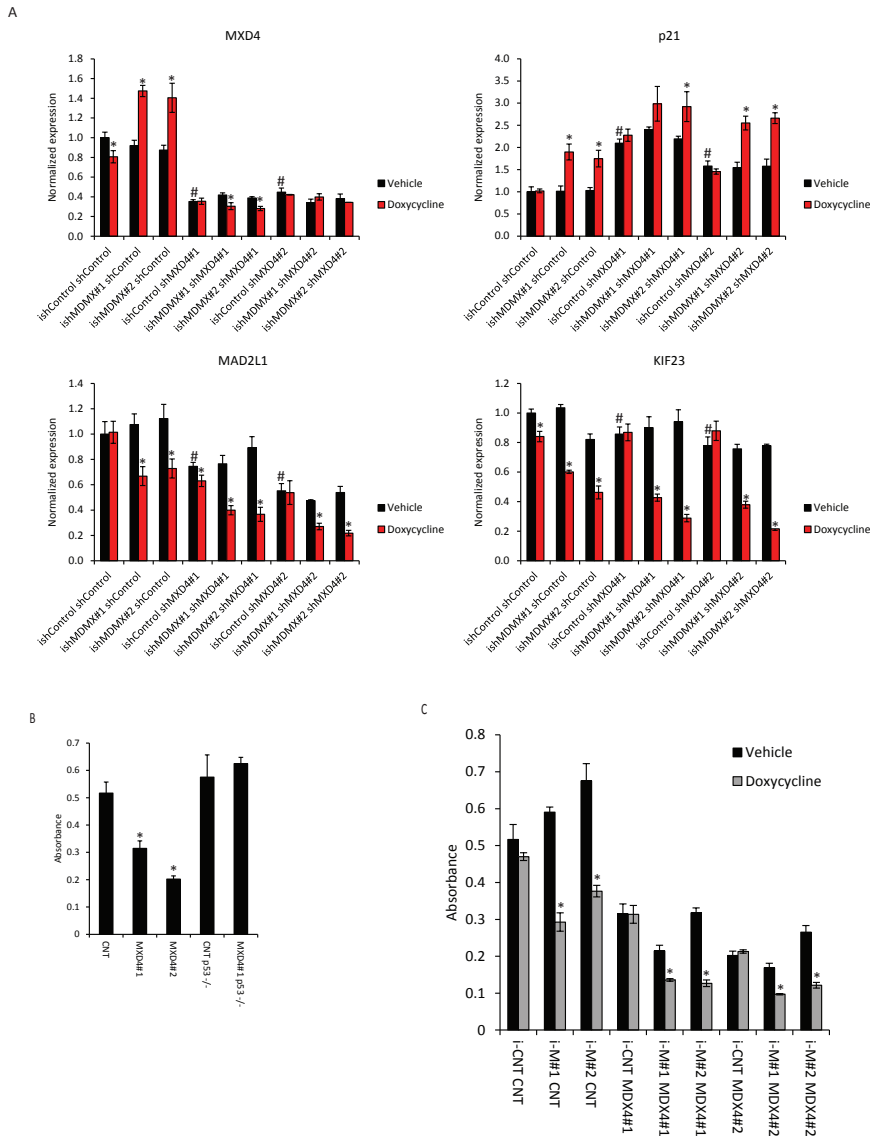 A
MXD4
Normalized expression
1.8
1.6
1.4
1.2
1.0
0.8
0.6
0.4
0.2
0.0
*
*
*
#
*
*
#
Vehicle
Doxycycline
ishControl shControl
ishMDMX#1 shControl
ishMDMX#2 shControl
ishControl shMXD4#1
ishMDMX#1 shMXD4#1
ishMDMX#2 shMXD4#1
ishControl shMXD4#2
ishMDMX#1 shMXD4#2
ishMDMX#2 shMXD4#2
p21
Normalized expression
4.0
3.5
3.0
2.5
2.0
1.5
1.0
0.5
0.0
*
*
#
*
#
*
*
Vehicle
Doxycycline
ishControl shControl
ishMDMX#1 shControl
ishMDMX#2 shControl
ishControl shMXD4#1
ishMDMX#1 shMXD4#1
ishMDMX#2 shMXD4#1
ishControl shMXD4#2
ishMDMX#1 shMXD4#2
ishMDMX#2 shMXD4#2
MAD2L1
Normalized expression
1.4
1.2
1.0
0.8
0.6
0.4
0.2
0.0
*
*
#
*
*
*
#
*
*
Vehicle
Doxycycline
ishControl shControl
ishMDMX#1 shControl
ishMDMX#2 shControl
ishControl shMXD4#1
ishMDMX#1 shMXD4#1
ishMDMX#2 shMXD4#1
ishControl shMXD4#2
ishMDMX#1 shMXD4#2
ishMDMX#2 shMXD4#2
KIF23
Normalized expression
1.2
1.0
0.8
0.6
0.4
0.2
0.0
*
*
*
#
*
*
#
*
*
Vehicle
Doxycycline
ishControl shControl
ishMDMX#1 shControl
ishMDMX#2 shControl
ishControl shMXD4#1
ishMDMX#1 shMXD4#1
ishMDMX#2 shMXD4#1
ishControl shMXD4#2
ishMDMX#1 shMXD4#2
ishMDMX#2 shMXD4#2
B
Absorbance
0.7
0.6
0.5
0.4
0.3
0.2
0.1
0
*
*
CNT
MXD4#1
MXD4#2
CNT p53 -/-
MXD4#1 p53 -/-
C
Absorbance
0.8
0.7
0.6
0.5
0.4
0.3
0.2
0.1
0
Vehicle
Doxycycline
*
*
*
*
*
*
i-CNT CNT
i-M#1 CNT
i-M#2 CNT
i-CNT MDX4#1
i-M#1 MDX4#1
i-M#2 MDX4#1
i-CNT MDX4#2
i-M#1 MDX4#2
i-M#2 MDX4#2